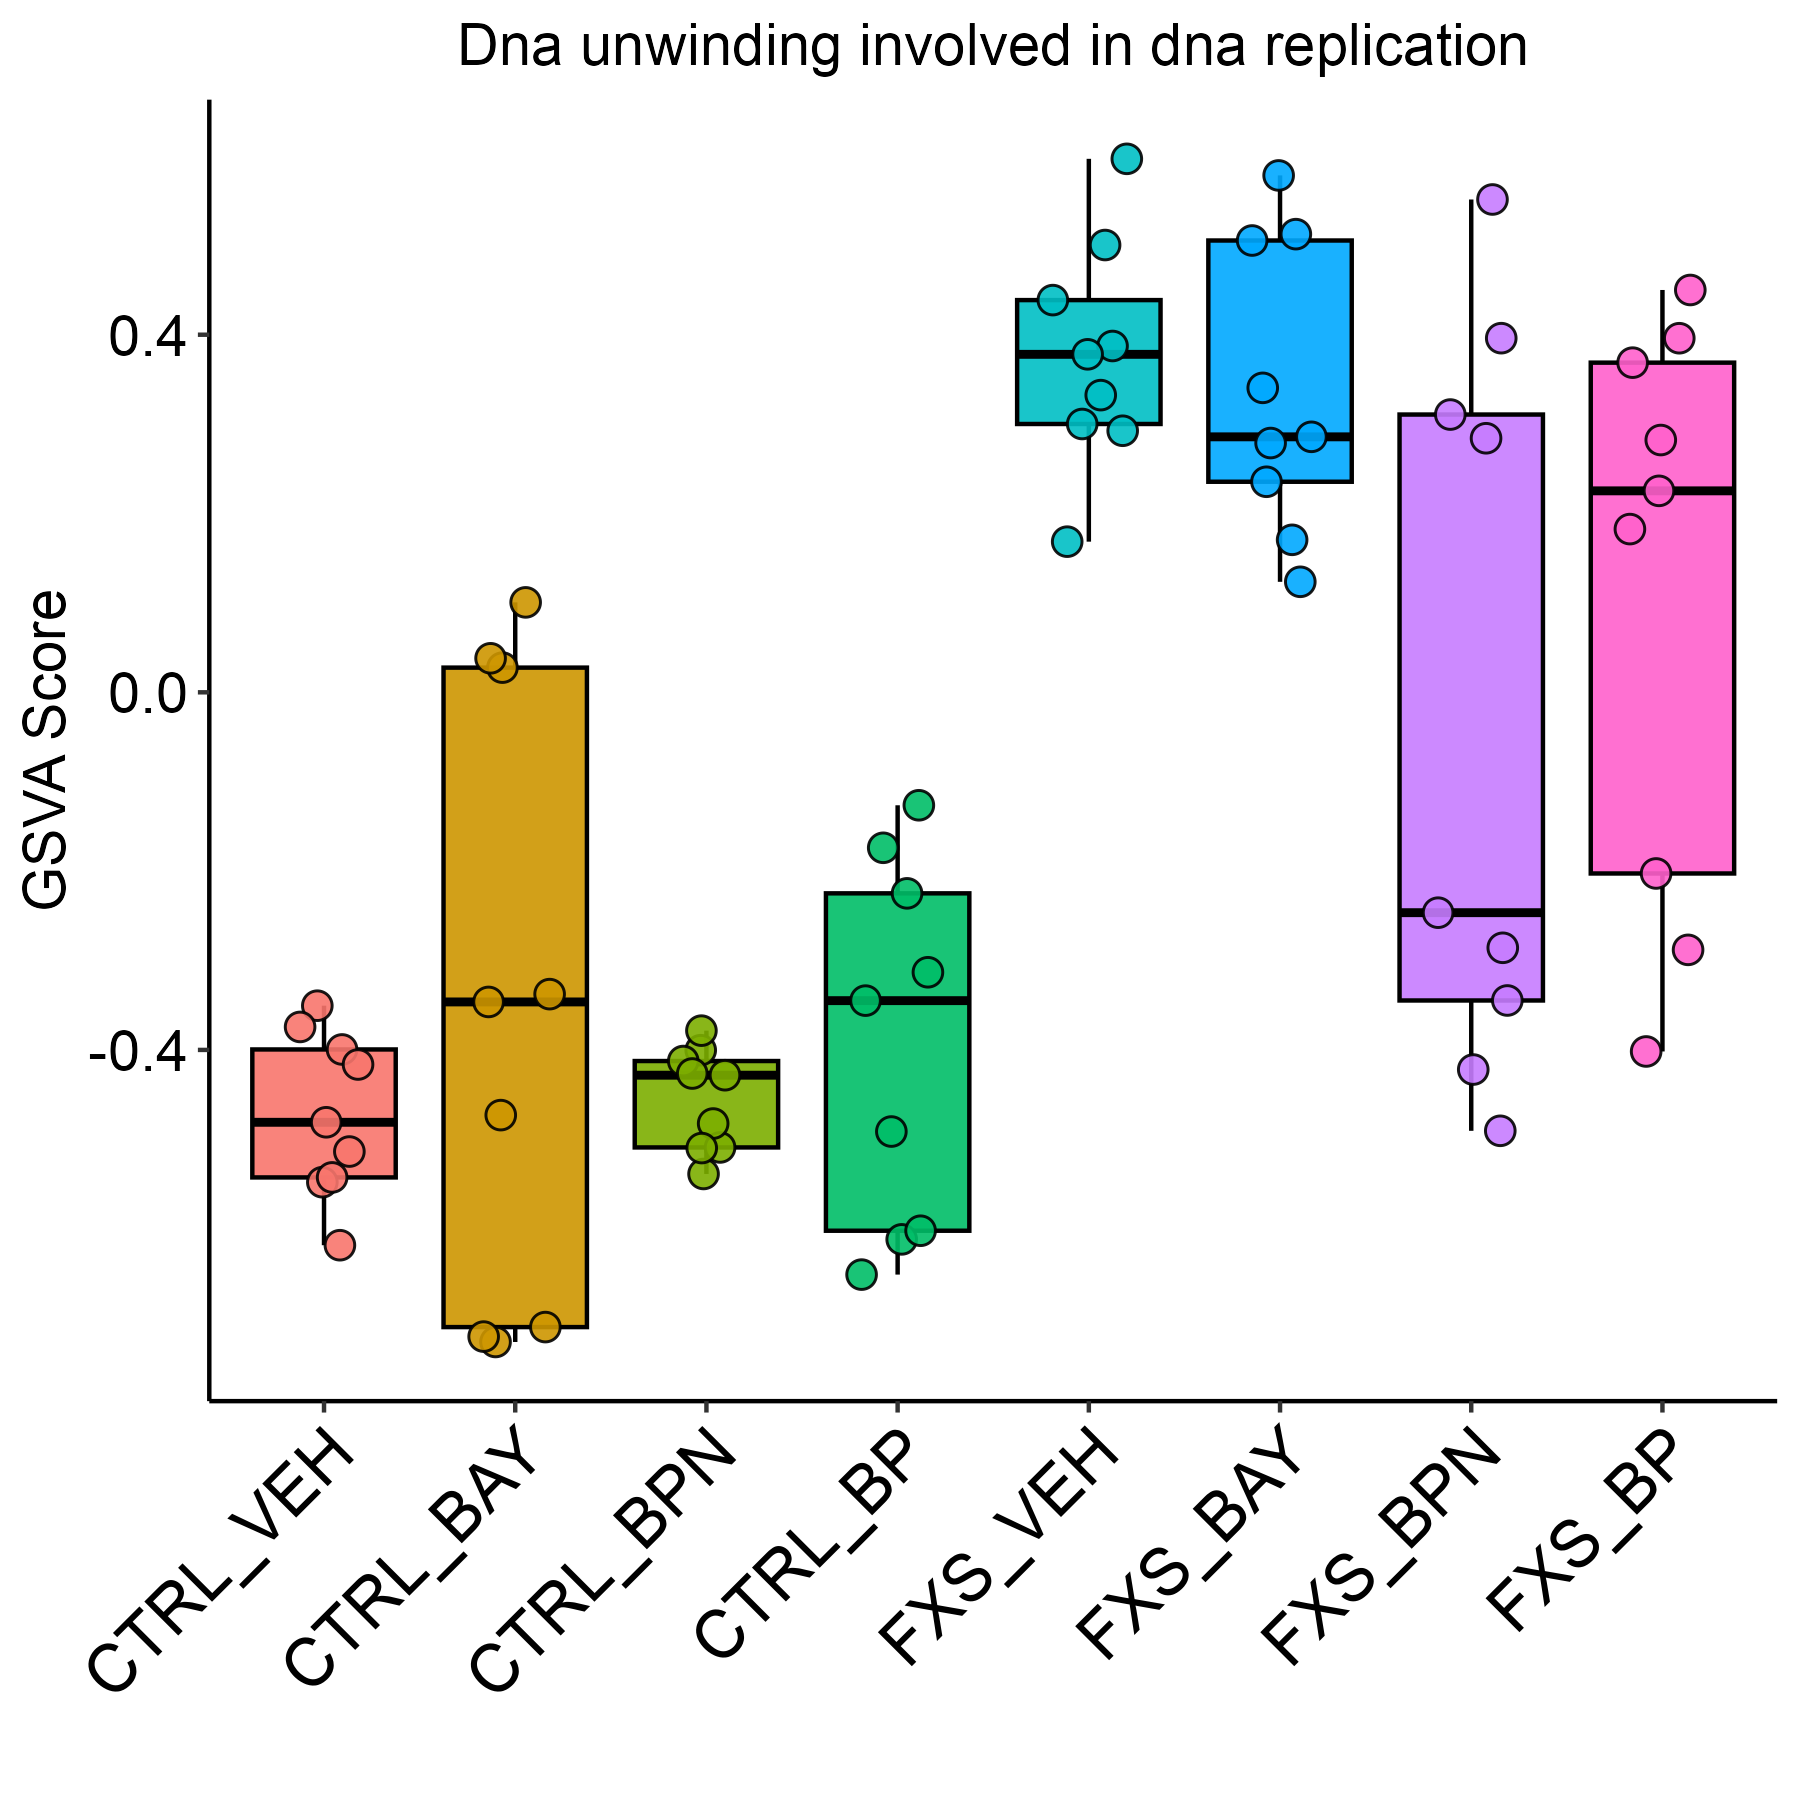 Dna unwinding involved in dna replication
GSVA Score
0.4
0.0
-0.4
CTRL_VEH
CTRL_BAY
CTRL_BPN
CTRL_BP
FXS_VEH
FXS_BAY
FXS_BPN
FXS_BP